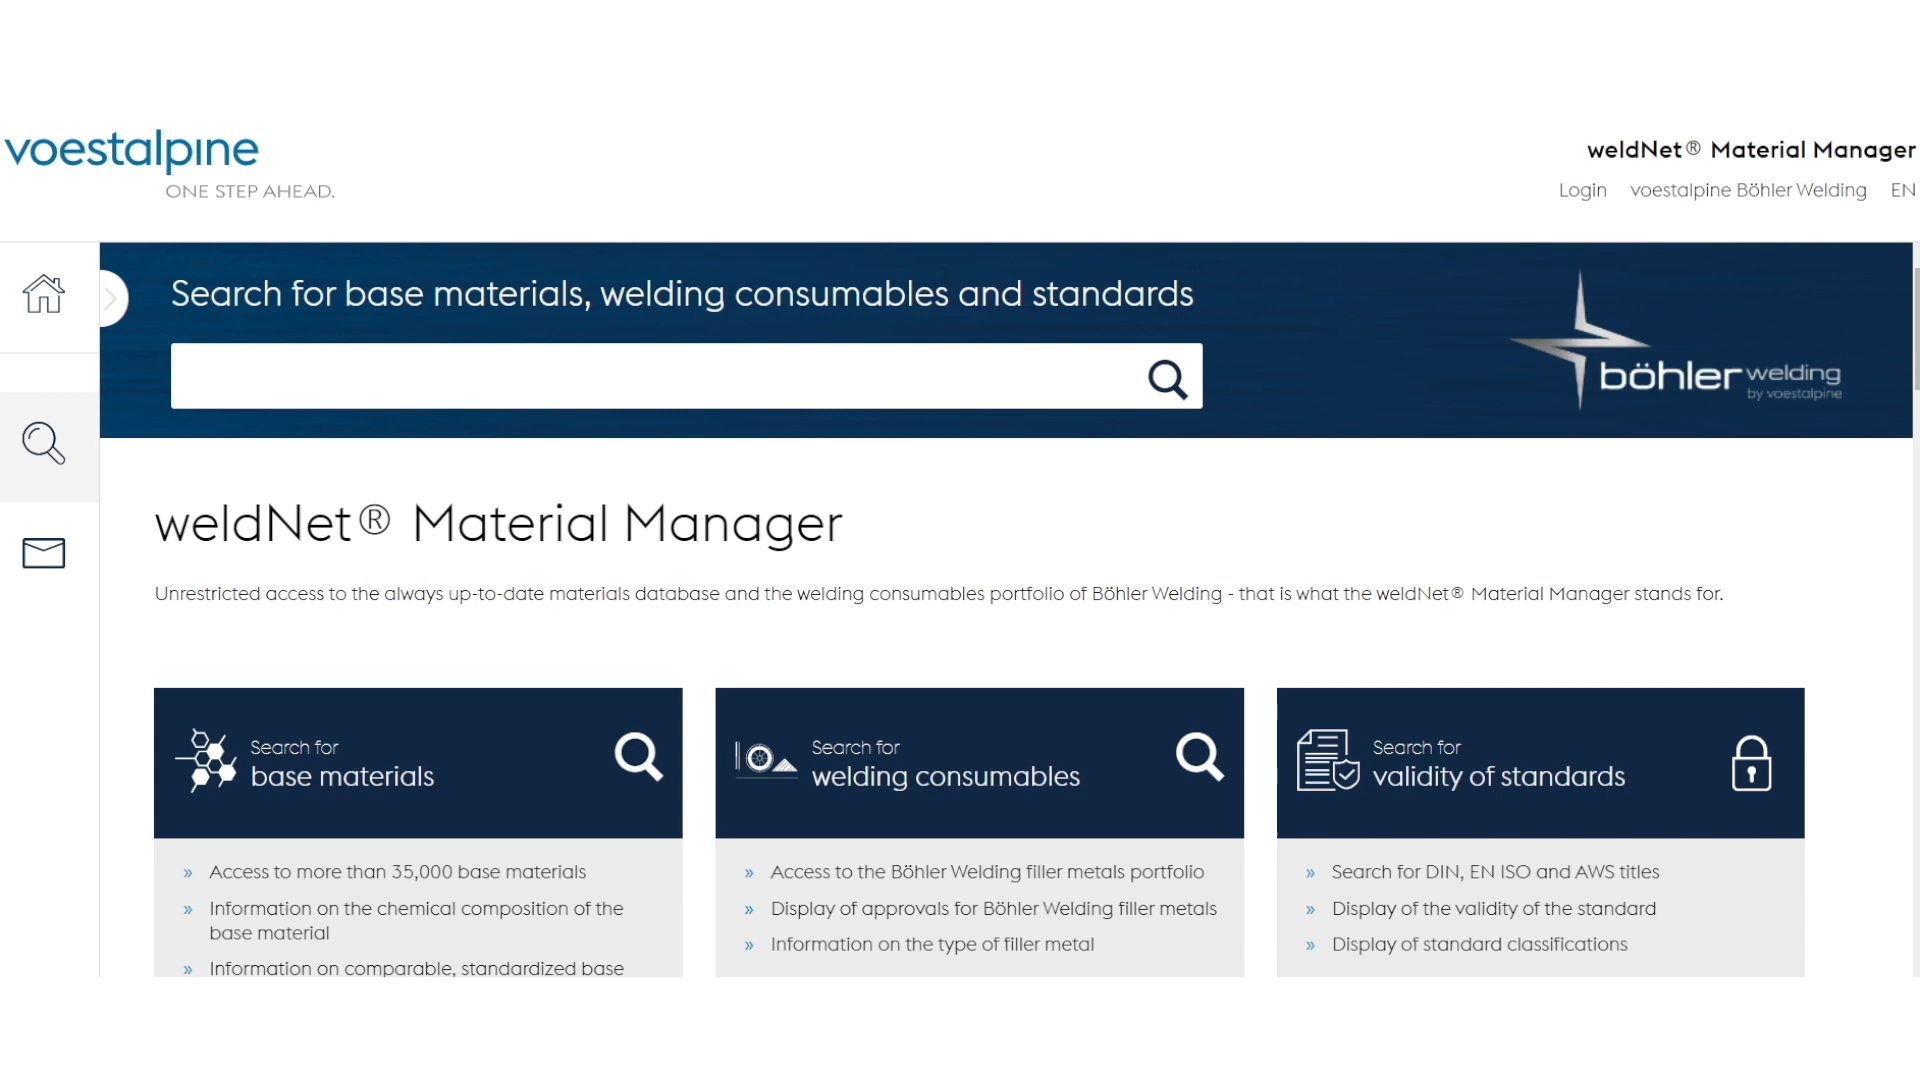 voestalpine
ONE STEP AHEAD.
weldNet® Material Manager
Login voestalpine Böhler Welding EN
Search for base materials, welding consumables and standards
böhler welding
by voestalpine
weldNet® Material Manager
Unrestricted access to the always up-to-date materials database and the welding consumables portfolio of Böhler Welding - that is what the weldNet® Material Manager stands for.
Search for
base materials
» Access to more than 35,000 base materials
» Information on the chemical composition of the
base material
» Information on comparable, standardized base
Search for
welding consumables
» Access to the Böhler Welding filler metals portfolio
» Display of approvals for Böhler Welding filler metals
» Information on the type of filler metal
Search for
validity of standards
» Search for DIN, EN ISO and AWS titles
» Display of the validity of the standard
» Display of standard classifications